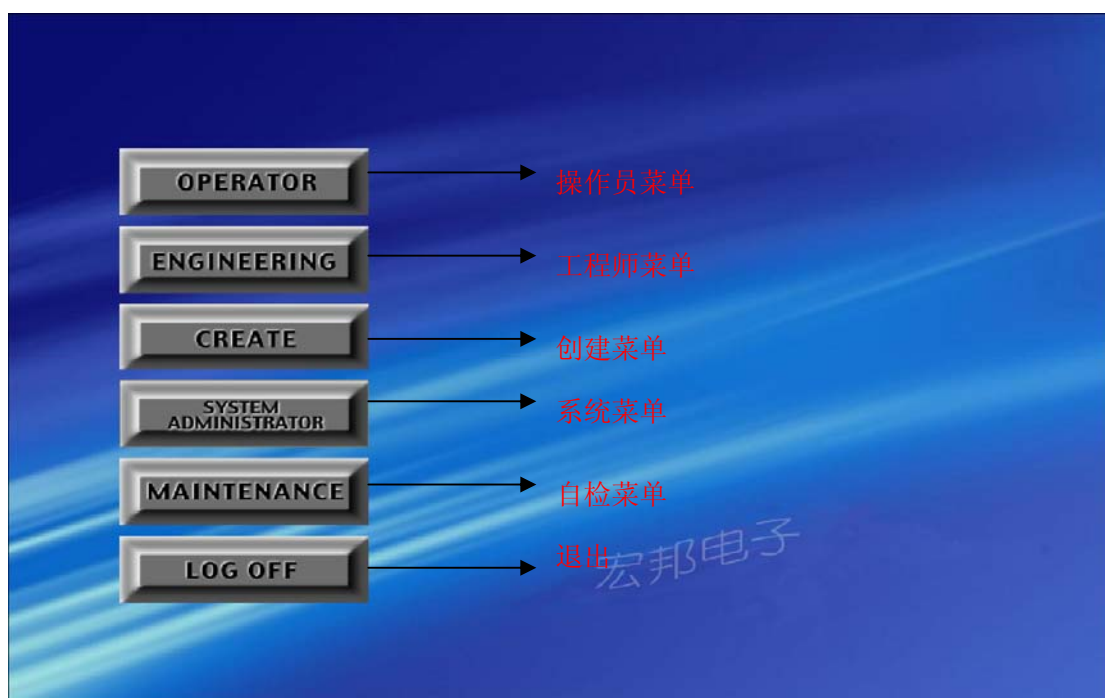 OPERATOR
操作员菜单
ENGINEERING
工程师菜单
CREATE
创建菜单
SYSTEM
ADMINISTRATOR
系统菜单
MAINTENANCE
自检菜单
LOG OFF
退出
宏邦电子